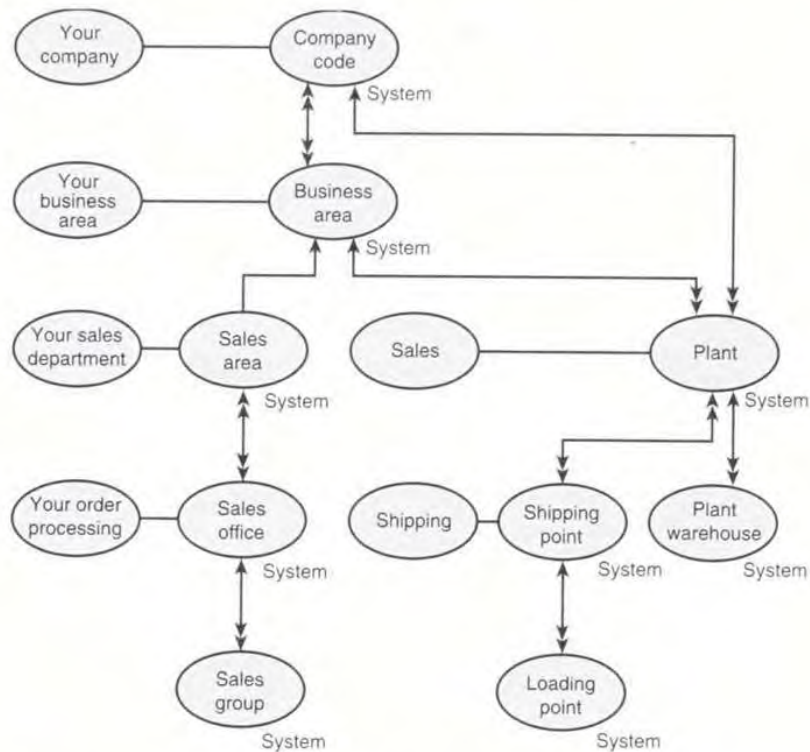 Your
company
Company
code
System
Your
business
area
Business
area
System
Your sales
department
Sales
area
System
Sales
Plant
System
Your order
processing
Sales
office
System
Shipping
Shipping
point
System
Plant
warehouse
System
Sales
group
System
Loading
point
System